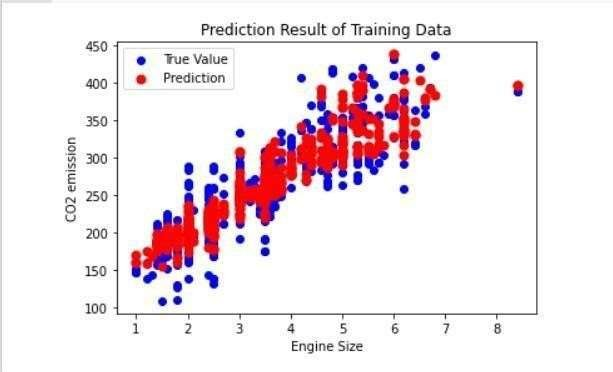 Prediction Result of Training Data
True Value
Prediction
450
400
350
300
250
200
150
100
CO2 emission
1 2 3 4 5 6 7 8
Engine Size